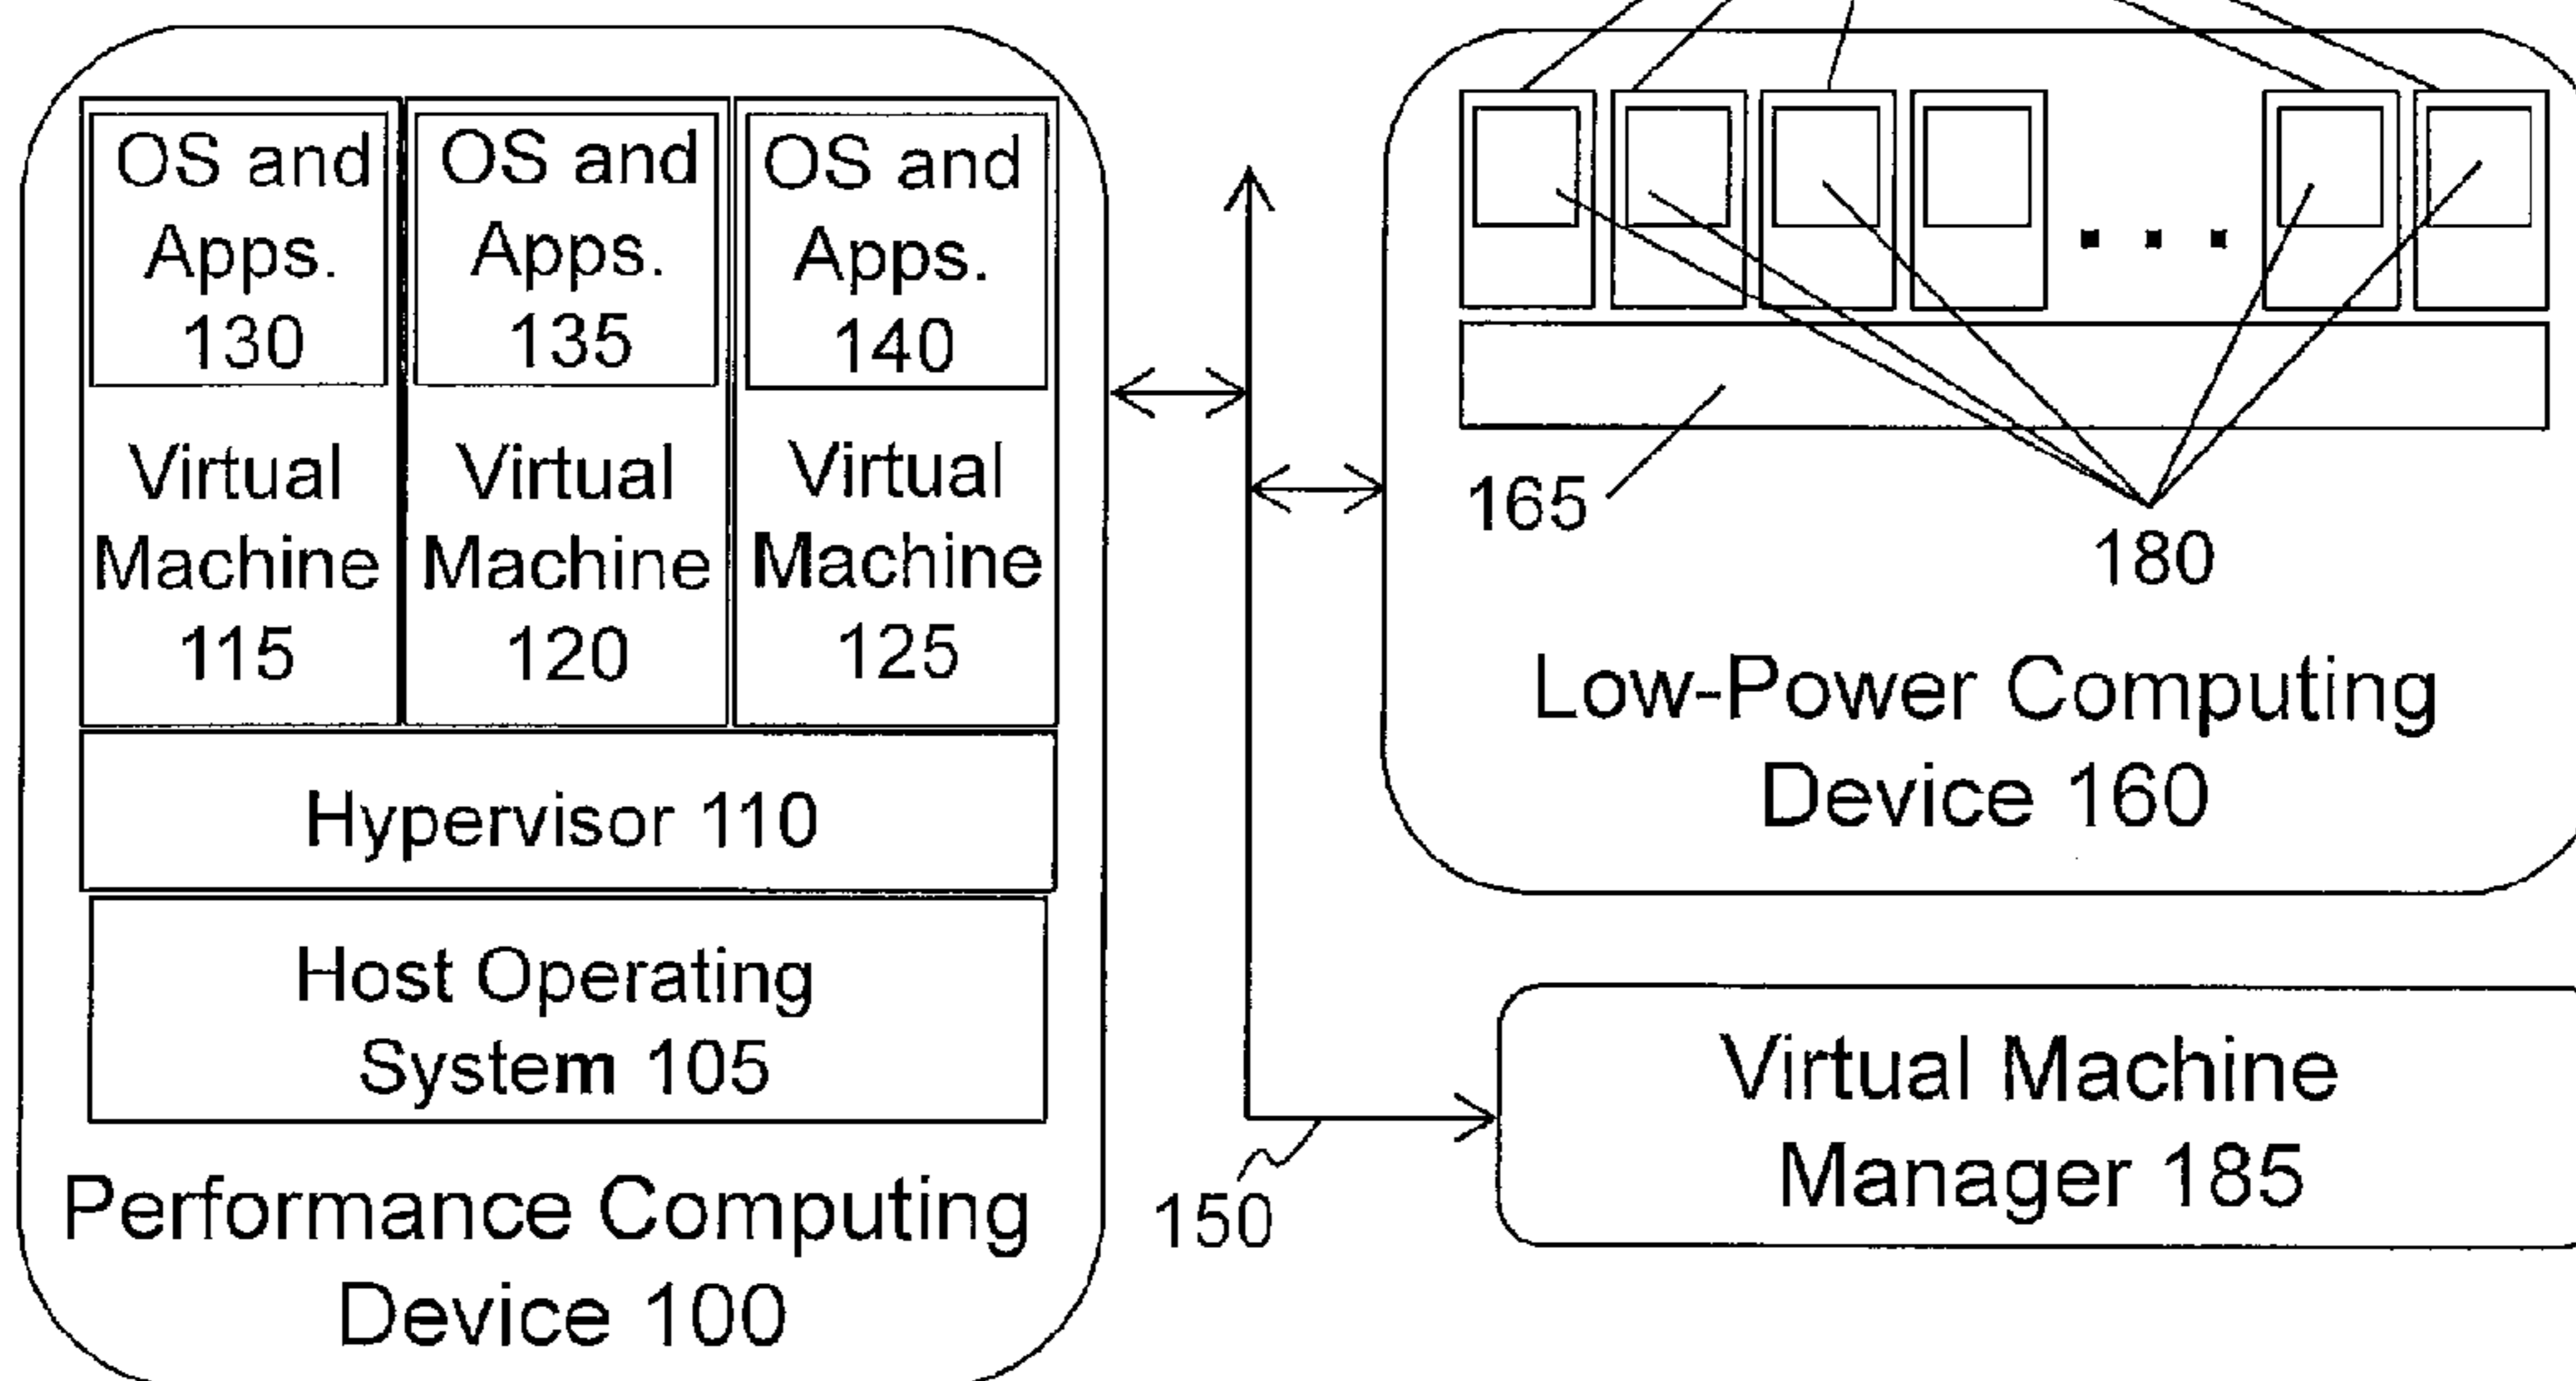 OS and
Apps.
130
Virtual
Machine
115
OS and
Apps.
135
Virtual
Machine
120
OS and
Apps.
140
Virtual
Machine
125
Hypervisor 110
Host Operating
System 105
Performance Computing
Device 100
150
165
180
Low-Power Computing
Device 160
Virtual Machine
Manager 185